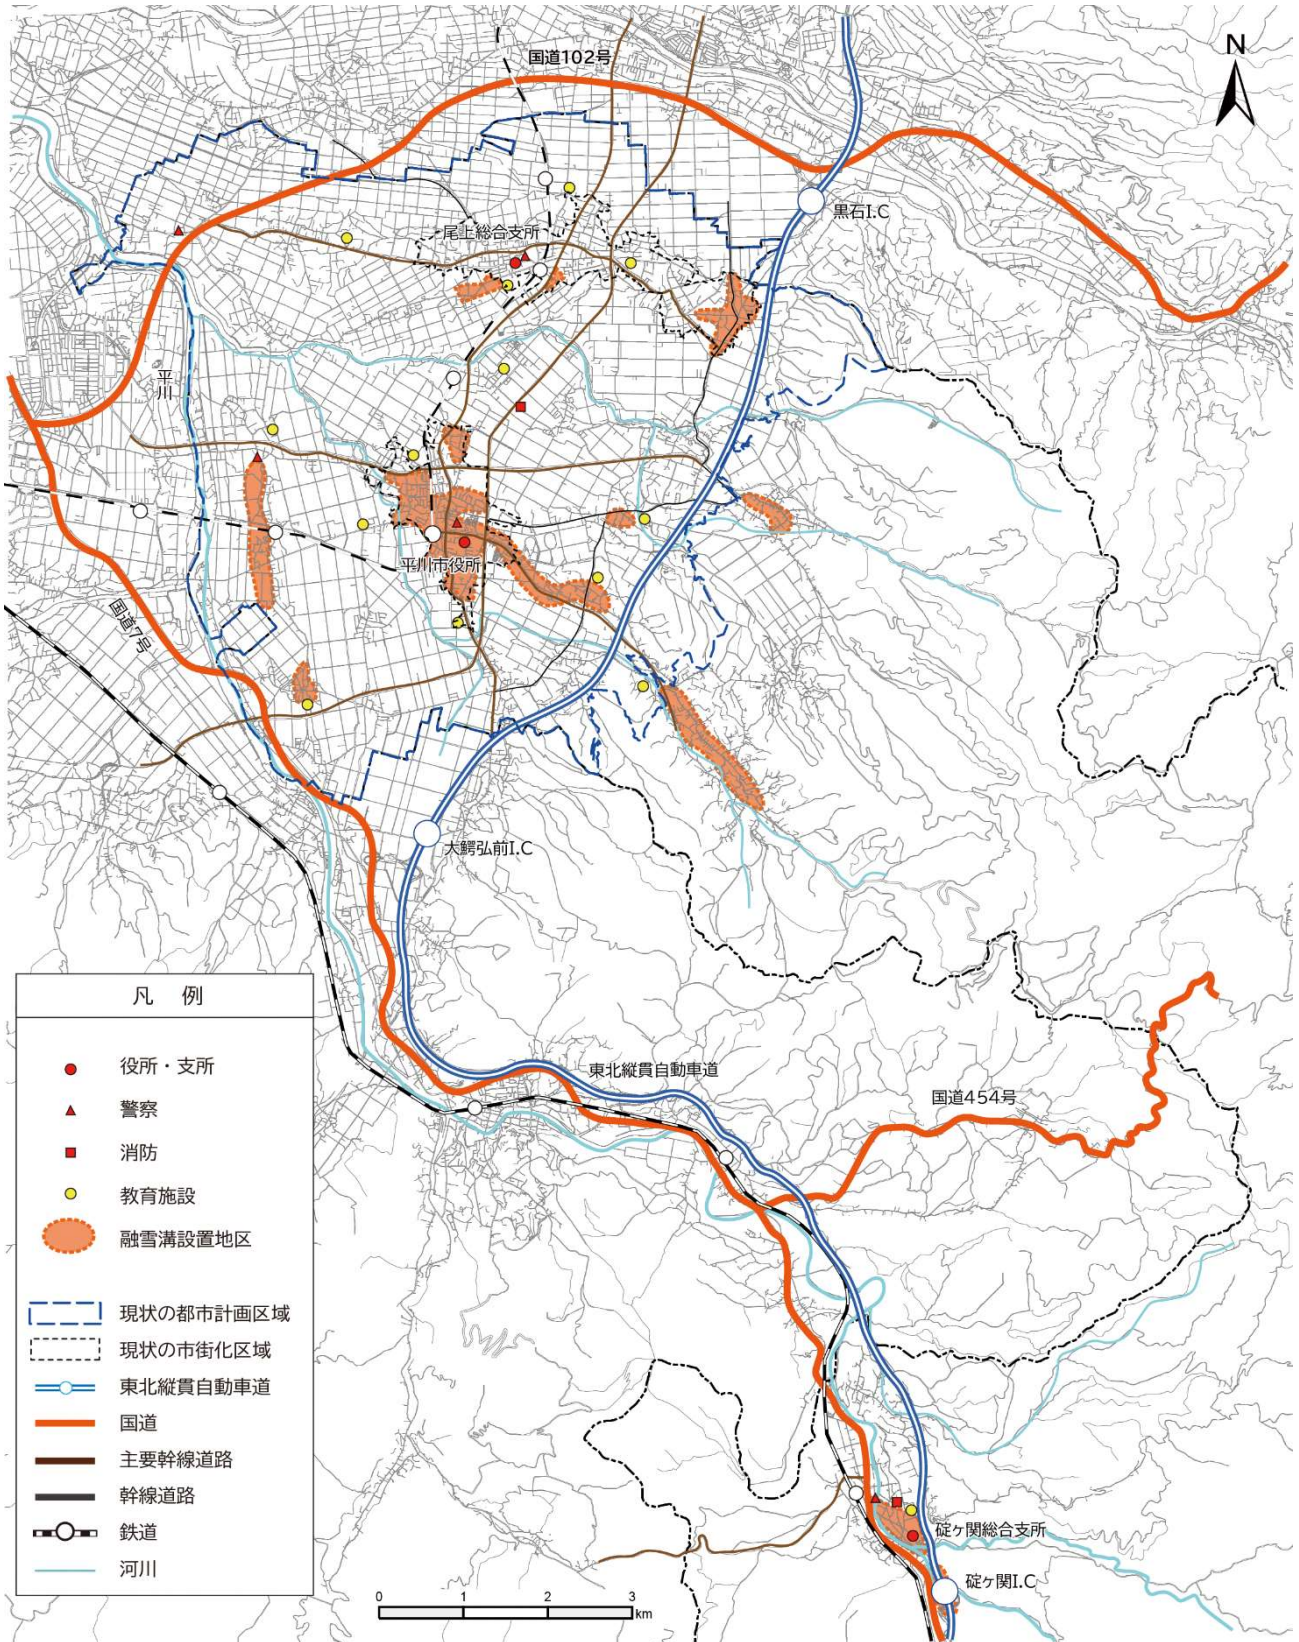 国道102号
N
黒石I.C
尾上総合支所
平川
平川市役所
国道7号
大鰐弘前I.C
凡 例
役所・支所
警察
消防
教育施設
融雪溝設置地区
現状の都市計画区域
現状の市街化区域
東北縦貫自動車道
国道
主要幹線道路
幹線道路
鉄道
河川
東北縦貫自動車道
国道454号
碇ヶ関総合支所
碇ヶ関I.C
0 1 2 3
km